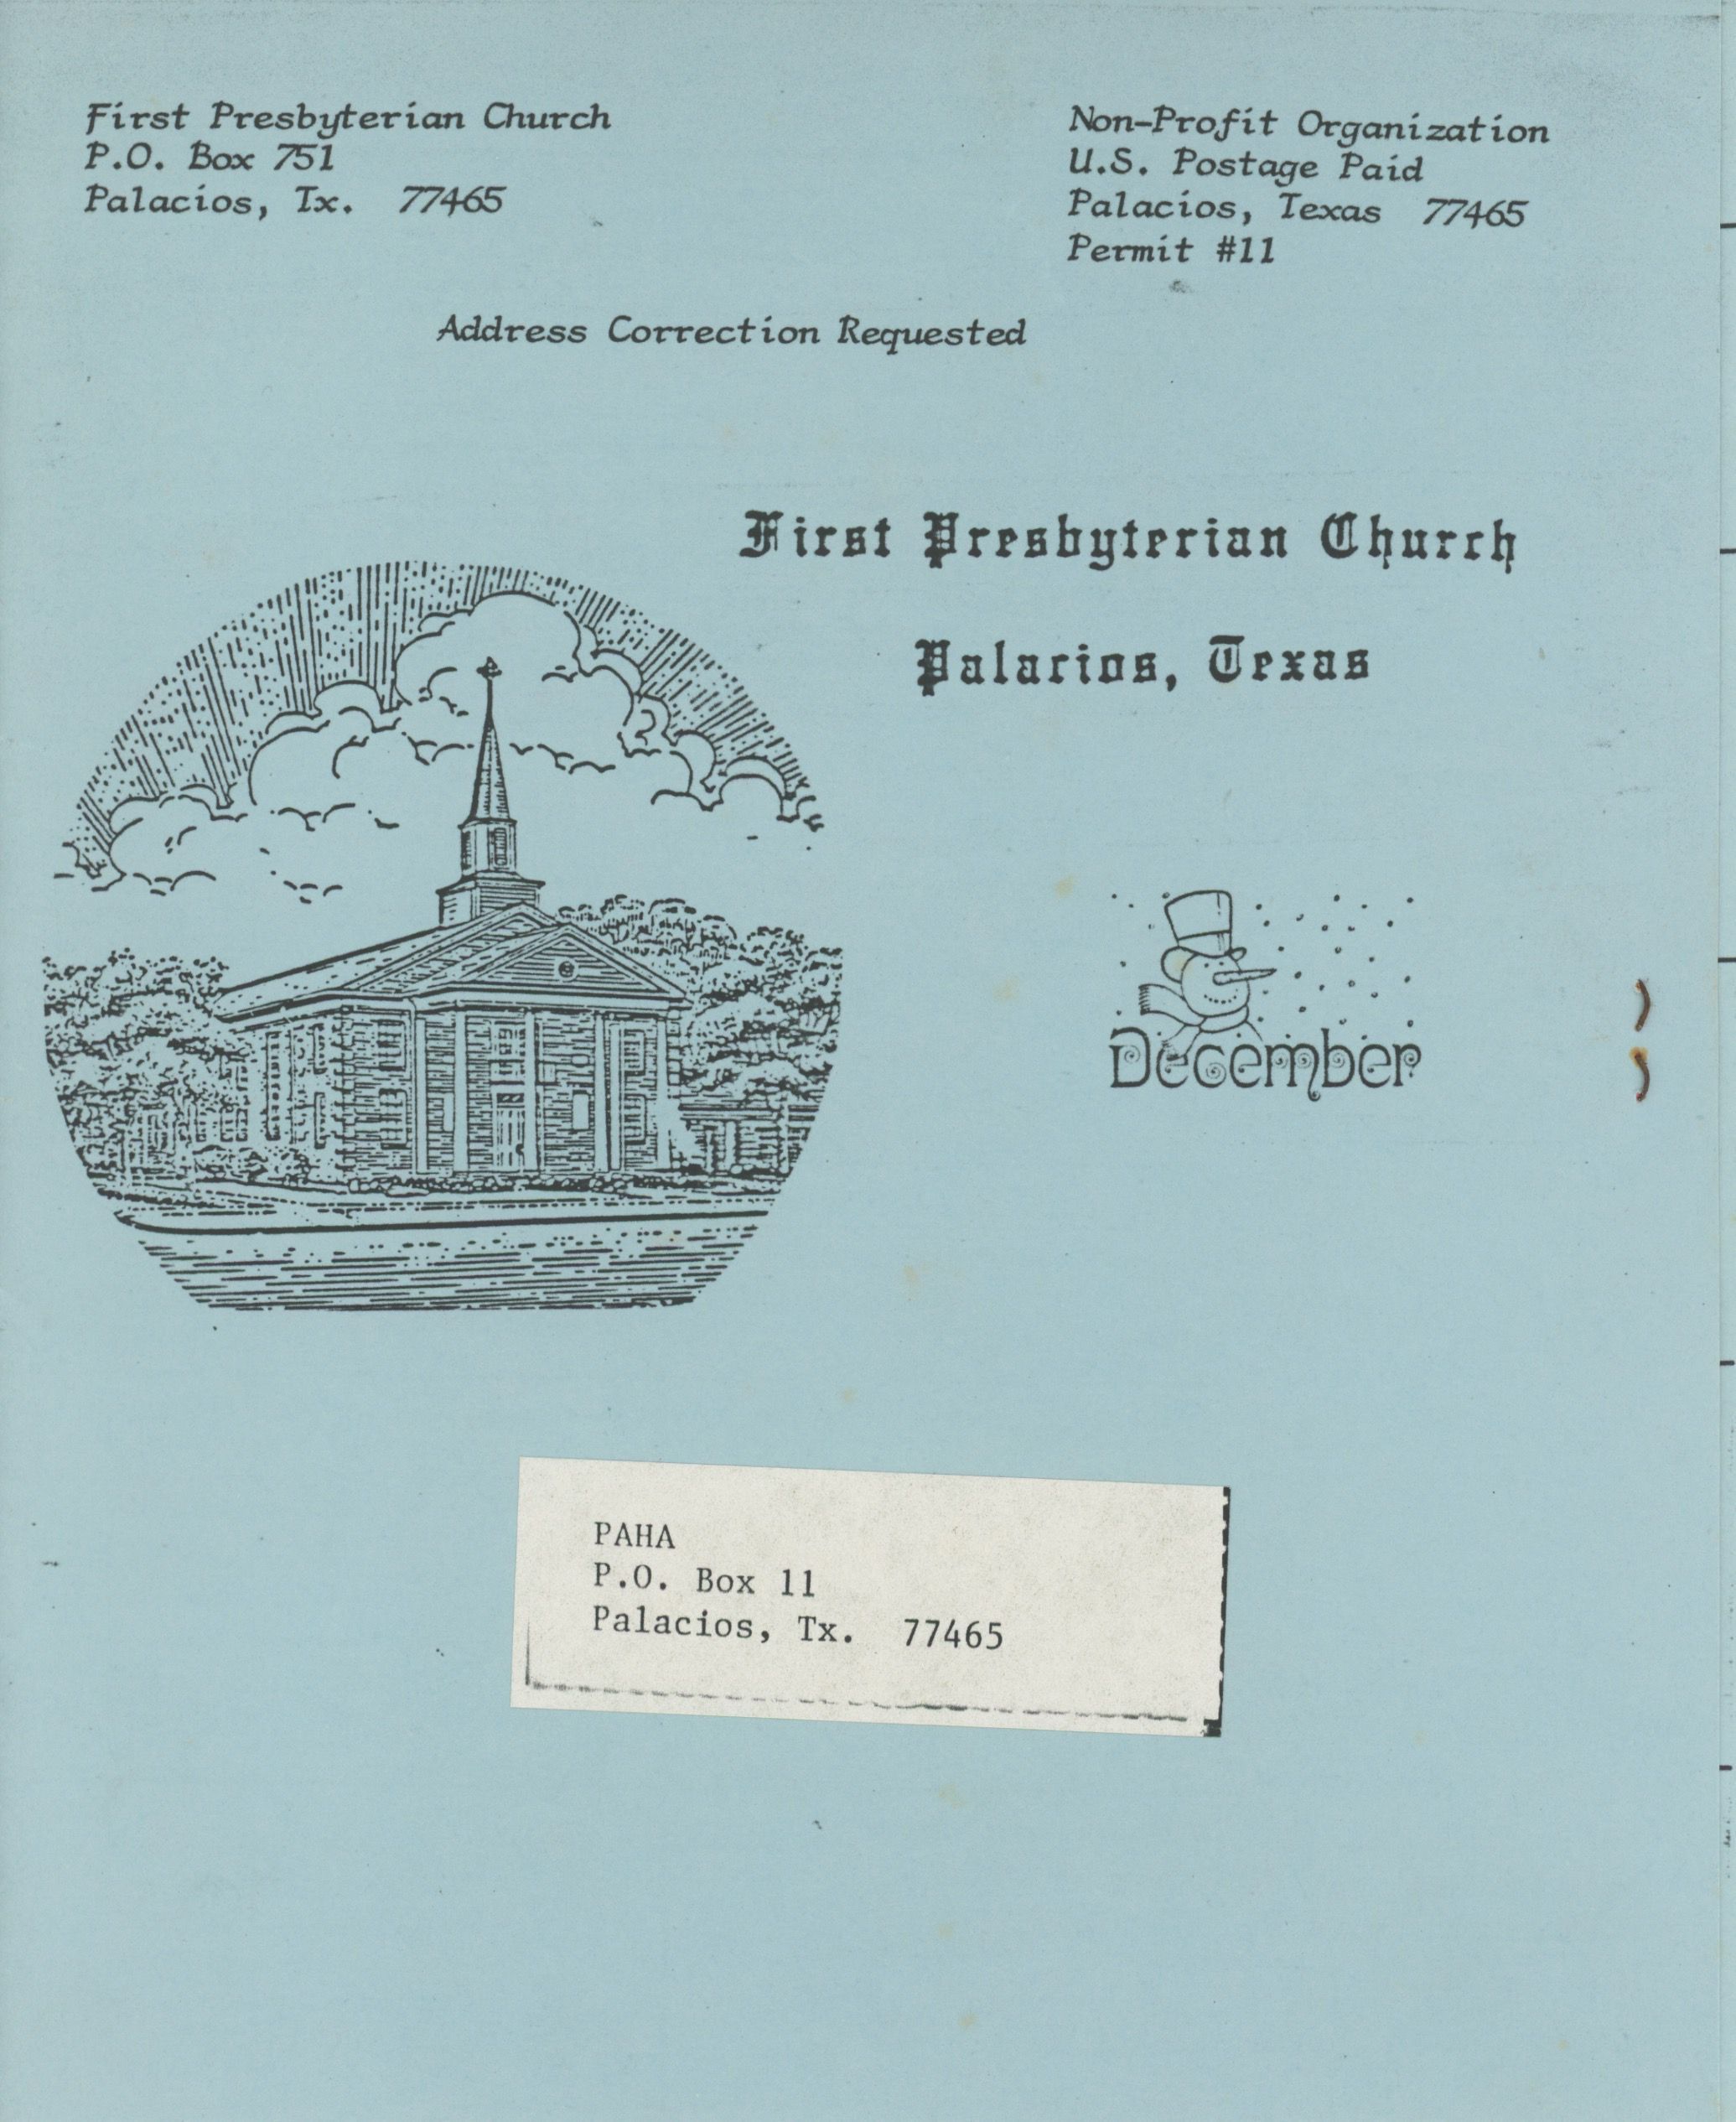 First Presbyterian Church
P.O. Box 751
Palacios, Tx.  77465
Non-Profit Organization
U.S. Postage Paid
Palacios, Texas  77465
Permit #11
Address Correction Requested
First Presbyterian Church
Palacios, Texas
December
PAHA
P.O. Box 11
Palacios, Tx.  77465